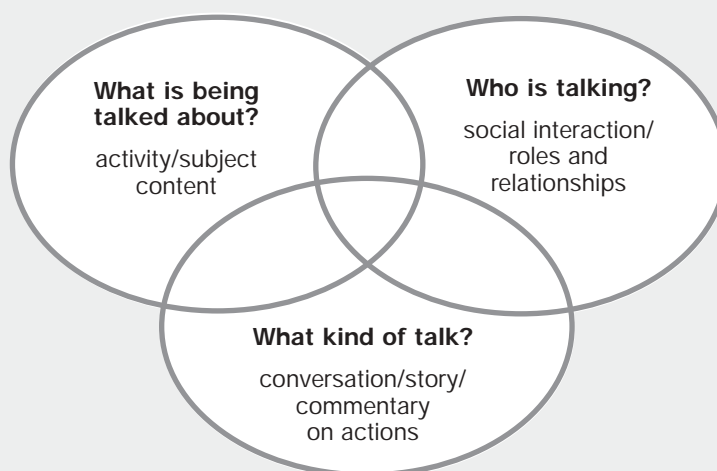 What is being
talked about?
activity/subject
content
Who is talking?
social interaction/
roles and
relationships
What kind of talk?
conversation/story/
commentary
on actions